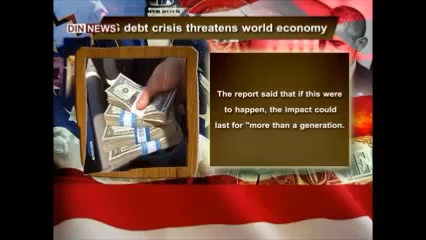 DIN NEWS S debt crisis threatens world economy
The report said that if this were
to happen, the impact could
last for "more than a generation.